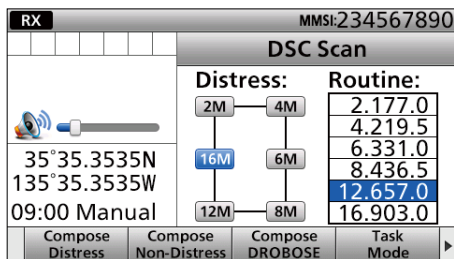 RX
MMSI:234567890
DSC Scan
Distress:
Routine:
2M 4M
16M 6M
12M 8M
2.177.0
4.219.5
6.331.0
8.436.5
12.657.0
16.903.0
35°35.3535N
135°35.3535W
09:00 Manual
Compose Distress
Compose Non-Distress
Compose DROBOSE
Task Mode